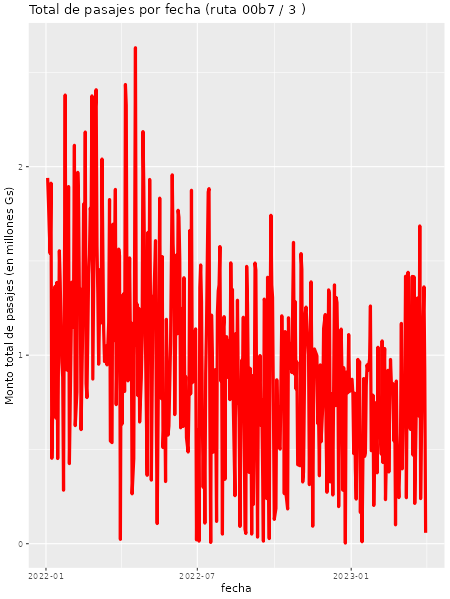 Total de pasajes por fecha (ruta 00b7 / 3 )
Monto total de pasajes (en millones Gs)
2
1
0
2022-01 2022-07 2023-01
fecha